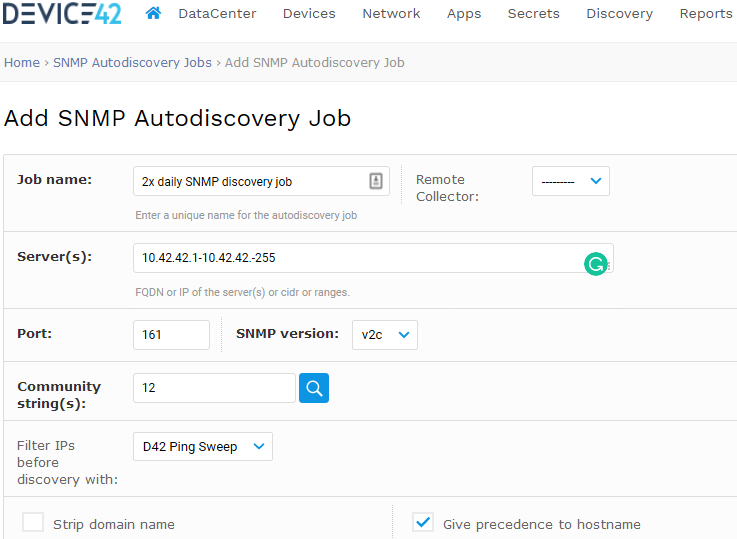 DEVICE42 DataCenter Devices Network Apps Secrets Discovery Reports
Home › SNMP Autodiscovery Jobs › Add SNMP Autodiscovery Job
Add SNMP Autodiscovery Job
Job name: 2x daily SNMP discovery job Remote
Collector: ---------
Enter a unique name for the autodiscovery job
Server(s): 10.42.42.1-10.42.42.-255
FQDN or IP of the server(s) or cidr or ranges.
Port: 161 SNMP version: v2c
Community
string(s): 12
Filter IPs
before
discovery with: D42 Ping Sweep
Strip domain name Give precedence to hostname